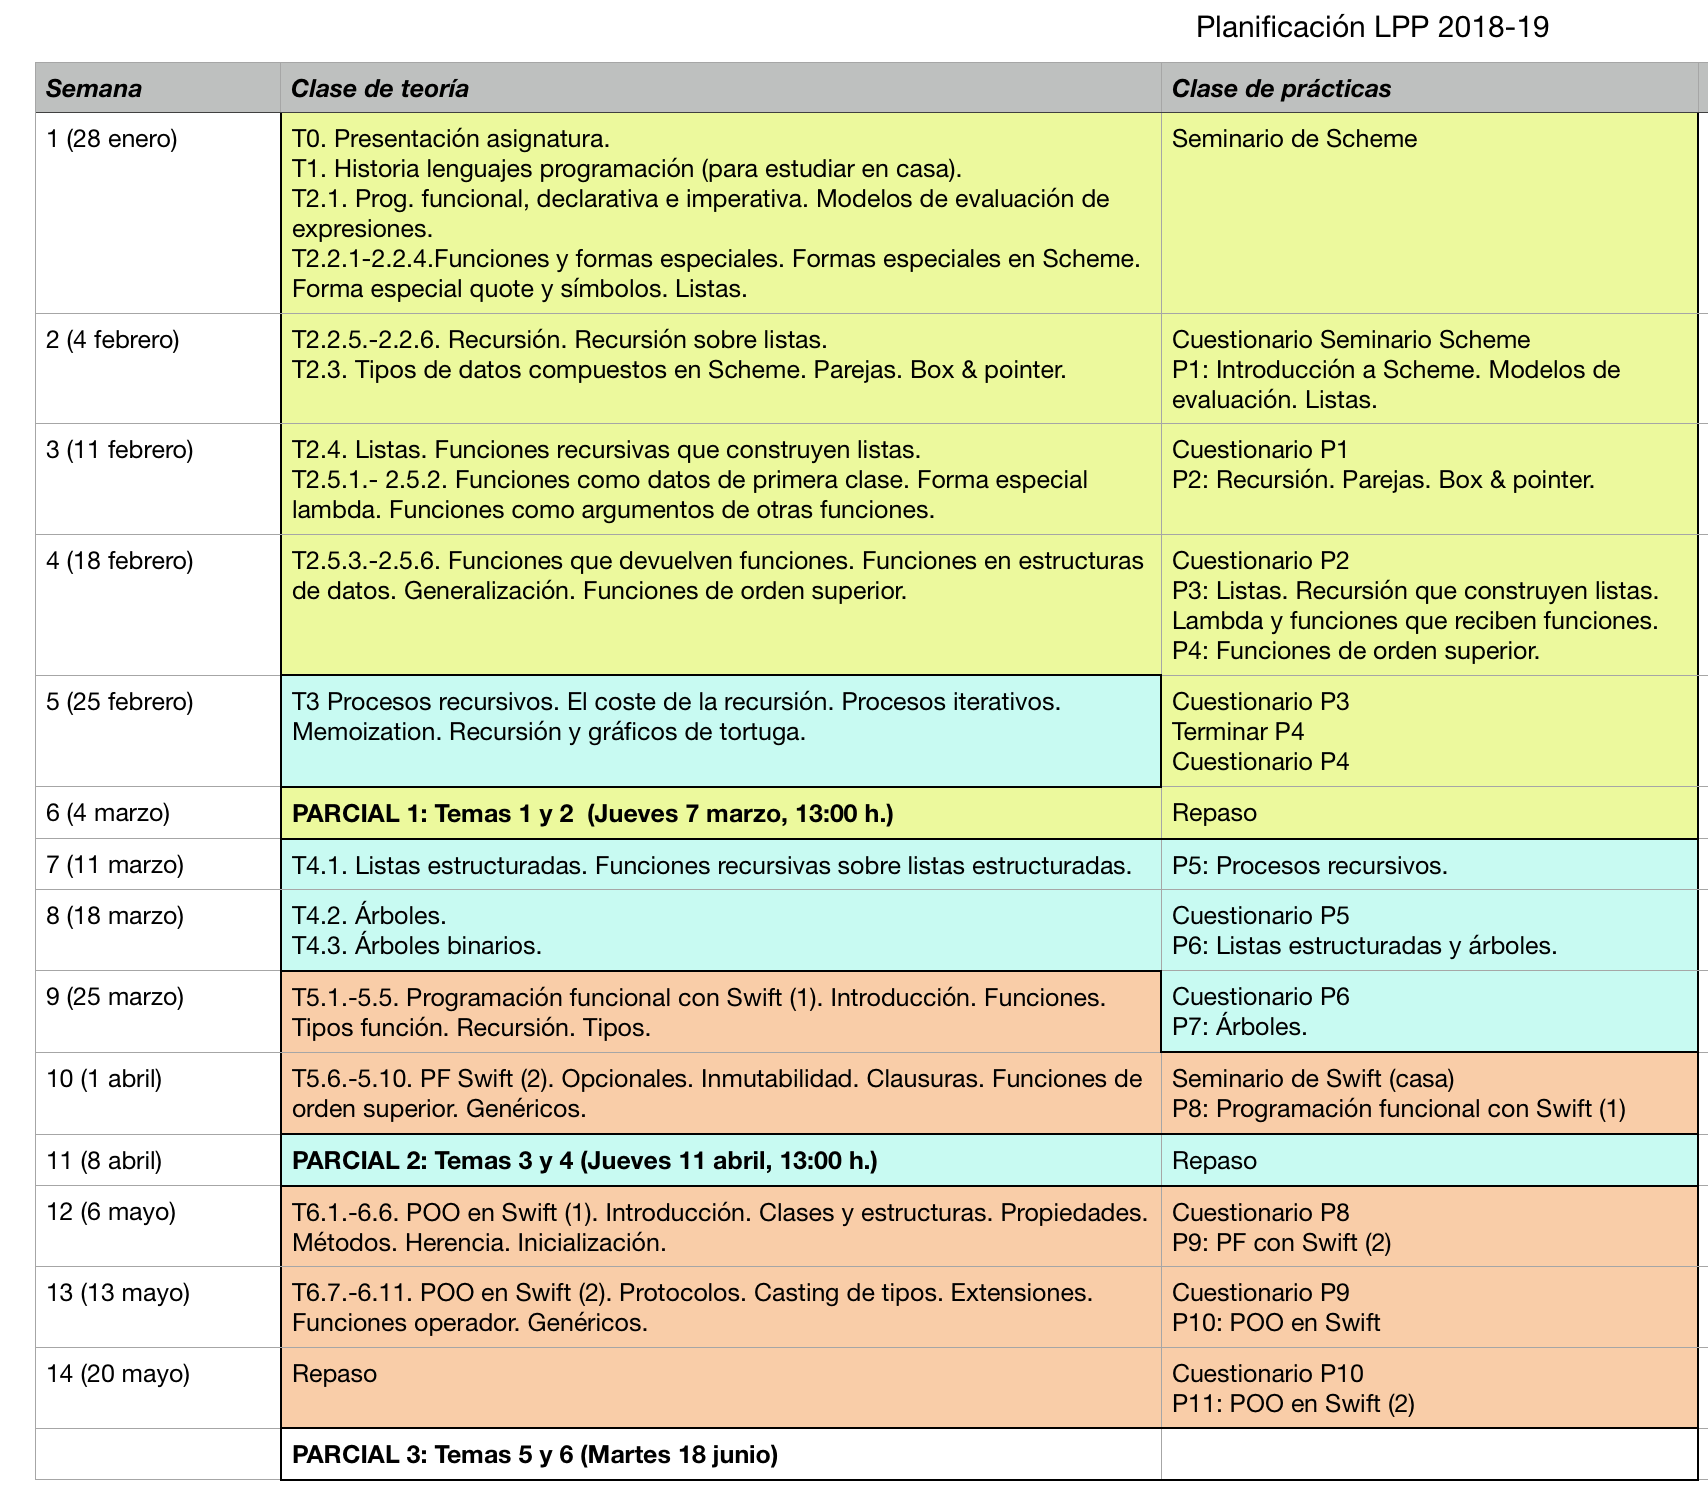 Planificación LPP 2018-19
Semana
Clase de teoría
Clase de prácticas
1 (28 enero)
T0. Presentación asignatura.
T1. Historia lenguajes programación (para estudiar en casa).
T2.1. Prog. funcional, declarativa e imperativa. Modelos de evaluación de
expresiones.
T2.2.1-2.2.4.Funciones y formas especiales. Formas especiales en Scheme.
Forma especial quote y símbolos. Listas.
Seminario de Scheme
2 (4 febrero)
T2.2.5.-2.2.6. Recursión. Recursión sobre listas.
T2.3. Tipos de datos compuestos en Scheme. Parejas. Box & pointer.
Cuestionario Seminario Scheme
P1: Introducción a Scheme. Modelos de
evaluación. Listas.
3 (11 febrero)
T2.4. Listas. Funciones recursivas que construyen listas.
T2.5.1.- 2.5.2. Funciones como datos de primera clase. Forma especial
lambda. Funciones como argumentos de otras funciones.
Cuestionario P1
P2: Recursión. Parejas. Box & pointer.
4 (18 febrero)
T2.5.3.-2.5.6. Funciones que devuelven funciones. Funciones en estructuras
de datos. Generalización. Funciones de orden superior.
Cuestionario P2
P3: Listas. Recursión que construyen listas.
Lambda y funciones que reciben funciones.
P4: Funciones de orden superior.
5 (25 febrero)
T3 Procesos recursivos. El coste de la recursión. Procesos iterativos.
Memoization. Recursión y gráficos de tortuga.
Cuestionario P3
Terminar P4
Cuestionario P4
6 (4 marzo)
PARCIAL 1: Temas 1 y 2  (Jueves 7 marzo, 13:00 h.)
Repaso
7 (11 marzo)
T4.1. Listas estructuradas. Funciones recursivas sobre listas estructuradas.
P5: Procesos recursivos.
8 (18 marzo)
T4.2. Árboles.
T4.3. Árboles binarios.
Cuestionario P5
P6: Listas estructuradas y árboles.
9 (25 marzo)
T5.1.-5.5. Programación funcional con Swift (1). Introducción. Funciones.
Tipos función. Recursión. Tipos.
Cuestionario P6
P7: Árboles.
10 (1 abril)
T5.6.-5.10. PF Swift (2). Opcionales. Inmutabilidad. Clausuras. Funciones de
orden superior. Genéricos.
Seminario de Swift (casa)
P8: Programación funcional con Swift (1)
11 (8 abril)
PARCIAL 2: Temas 3 y 4 (Jueves 11 abril, 13:00 h.)
Repaso
12 (6 mayo)
T6.1.-6.6. POO en Swift (1). Introducción. Clases y estructuras. Propiedades.
Métodos. Herencia. Inicialización.
Cuestionario P8
P9: PF con Swift (2)
13 (13 mayo)
T6.7.-6.11. POO en Swift (2). Protocolos. Casting de tipos. Extensiones.
Funciones operador. Genéricos.
Cuestionario P9
P10: POO en Swift
14 (20 mayo)
Repaso
Cuestionario P10
P11: POO en Swift (2)
PARCIAL 3: Temas 5 y 6 (Martes 18 junio)